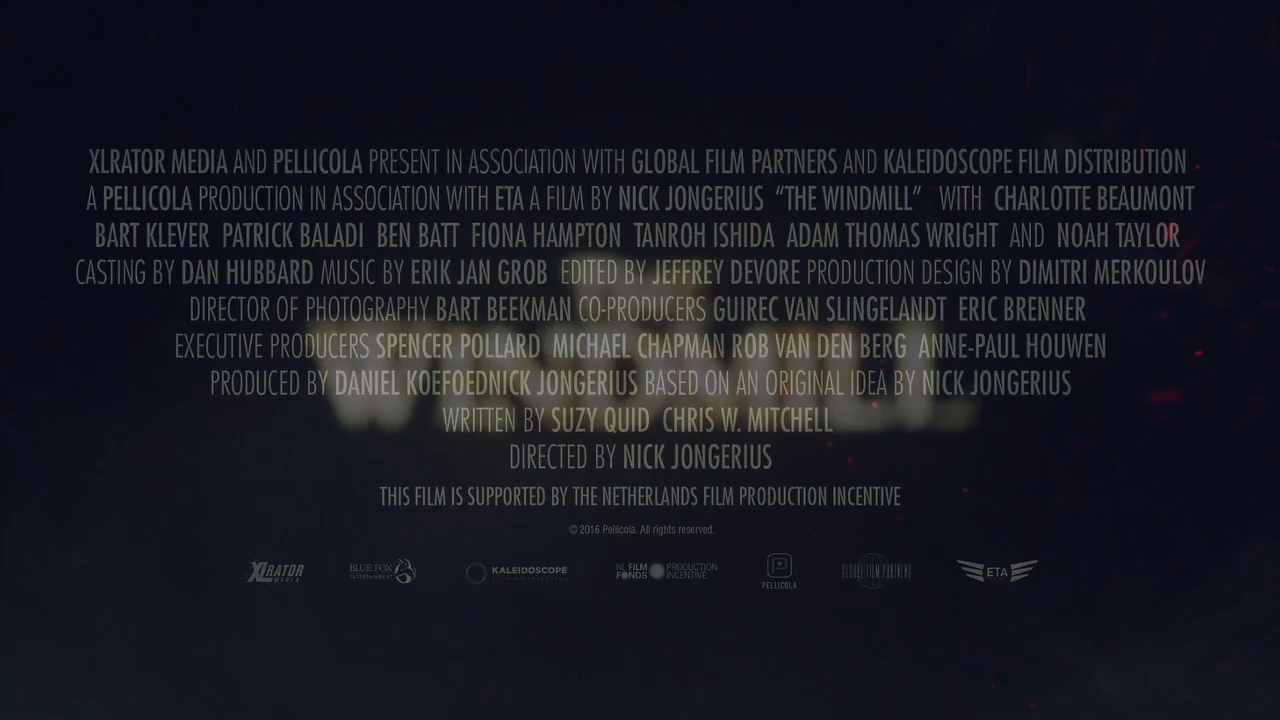 XLRATOR MEDIA AND PELLICOLA PRESENT IN ASSOCIATION WITH GLOBAL FILM PARTNERS AND KALEIDOSCOPE FILM DISTRIBUTION
A PELLICOLA PRODUCTION IN ASSOCIATION WITH ETA A FILM BY NICK JONGERIUS "THE WINDMILL" WITH CHARLOTTE BEAUMONT
BART KLEVER PATRICK BALADI BEN BATT FIONA HAMPTON TANROH ISHIDA ADAM THOMAS WRIGHT AND NOAH TAYLOR
CASTING BY DAN HUBBARD MUSIC BY ERIK JAN GROB EDITED BY JEFFREY DEVORE PRODUCTION DESIGN BY DIMITRI MERKOULOV
DIRECTOR OF PHOTOGRAPHY BART BEEKMAN CO-PRODUCERS GUIREC VAN SLINGELANDT ERIC BRENNER
EXECUTIVE PRODUCERS SPENCER POLLARD MICHAEL CHAPMAN ROB VAN DEN BERG ANNE-PAUL HOUWEN
PRODUCED BY DANIEL KOEFOEDNICK JONGERIUS BASED ON AN ORIGINAL IDEA BY NICK JONGERIUS
WRITTEN BY SUZY QUID CHRIS W. MITCHELL
DIRECTED BY NICK JONGERIUS
THIS FILM IS SUPPORTED BY THE NETHERLANDS FILM PRODUCTION INCENTIVE
© 2016 Pellicola. All rights reserved.
XLRATOR MEDIA
BLUE FOX ENTERTAINMENT
KALEIDOSCOPE FILM DISTRIBUTION
NL FILM FONDS PRODUCTION INCENTIVE
PELLICOLA
GLOBAL FILM PARTNERS
ETA